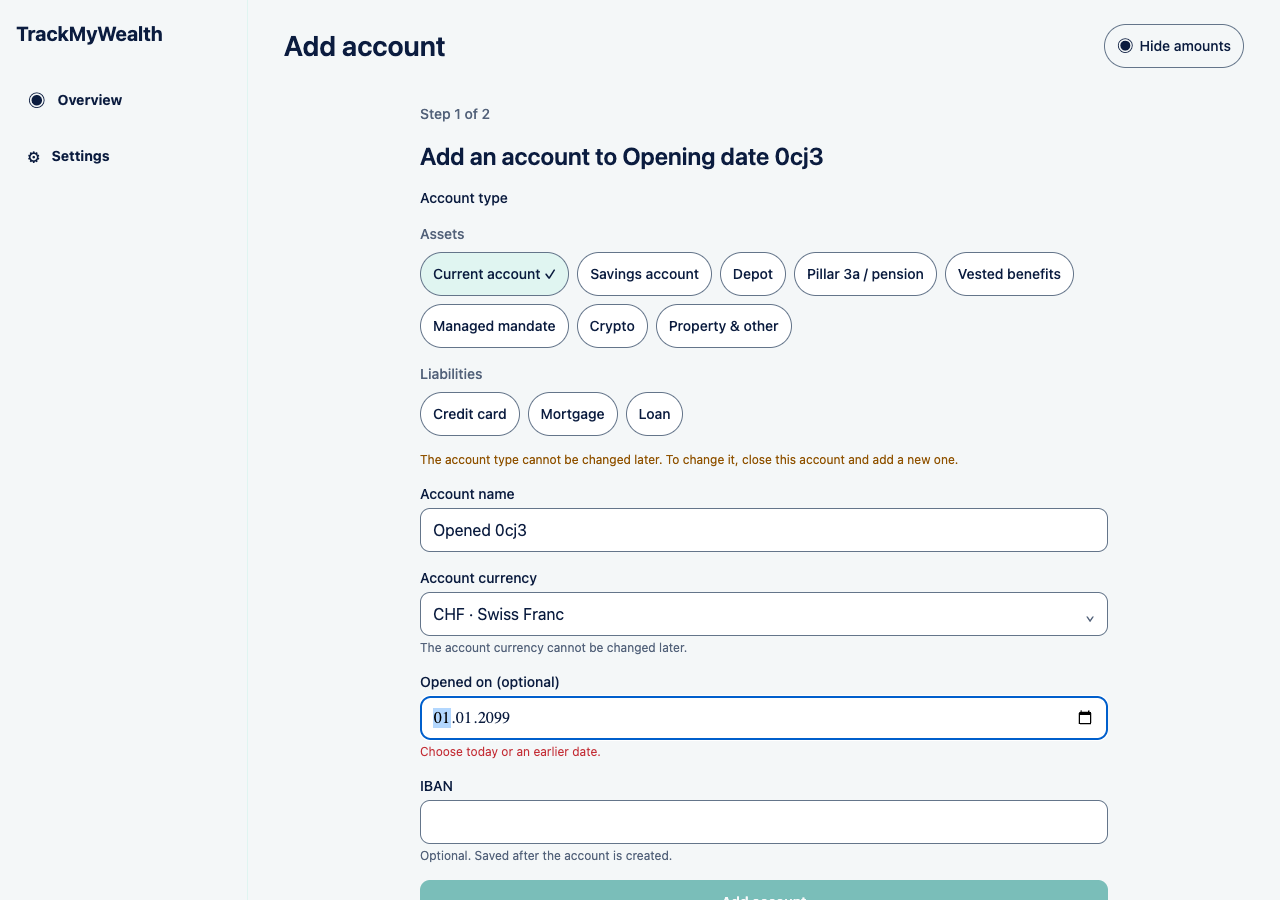 TrackMyWealth
Add account
Hide amounts
Overview
Settings
Step 1 of 2
Add an account to Opening date 0cj3
Account type
Assets
Current account ✓ Savings account Depot Pillar 3a / pension Vested benefits
Managed mandate Crypto Property & other
Liabilities
Credit card Mortgage Loan
The account type cannot be changed later. To change it, close this account and add a new one.
Account name
Opened 0cj3
Account currency
CHF · Swiss Franc
The account currency cannot be changed later.
Opened on (optional)
01.01.2099
Choose today or an earlier date.
IBAN
Optional. Saved after the account is created.
Add account